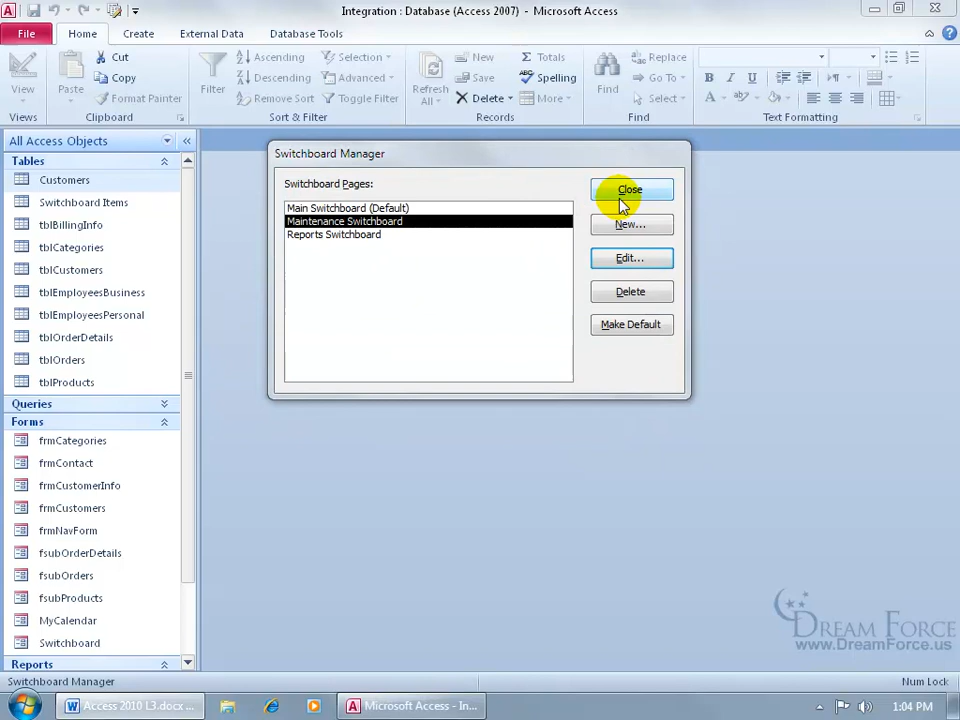 Integration : Database (Access 2007) - Microsoft Access
File Home Create External Data Database Tools
View
Views
Paste
Cut
Copy
Format Painter
Clipboard
Filter
Ascending
Descending
Remove Sort
Selection
Advanced
Toggle Filter
Sort & Filter
Refresh
All
New
Save
Delete
Totals
Spelling
More
Records
Find
Replace
Go To
Select
Find
B I U
A
Text Formatting
All Access Objects
Tables
Customers
Switchboard Items
tblBillingInfo
tblCategories
tblCustomers
tblEmployeesBusiness
tblEmployeesPersonal
tblOrderDetails
tblOrders
tblProducts
Queries
Forms
frmCategories
frmContact
frmCustomerInfo
frmCustomers
frmNavForm
fsubOrderDetails
fsubOrders
fsubProducts
MyCalendar
Switchboard
Reports
Switchboard Manager
Switchboard Pages:
Main Switchboard (Default)
Maintenance Switchboard
Reports Switchboard
Close
New...
Edit...
Delete
Make Default
DREAM FORCE
www.DreamForce.us
Switchboard Manager
Num Lock
Access 2010 L3.docx ...
Microsoft Access - In...
1:04 PM